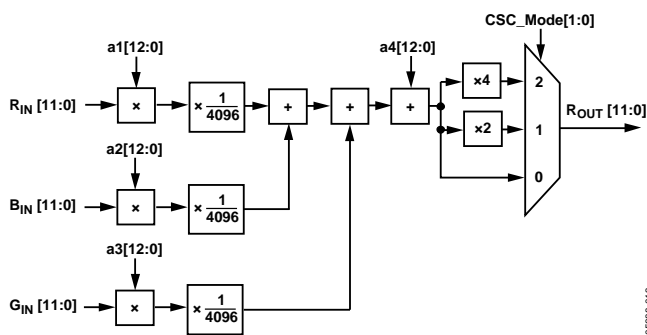 CSC_Mode[1:0]
a1[12:0]
a4[12:0]
×4
2
R_IN [11:0]
×
× 1/4096
+
+
+
R_OUT [11:0]
×2
1
a2[12:0]
0
B_IN [11:0]
×
× 1/4096
a3[12:0]
G_IN [11:0]
×
× 1/4096